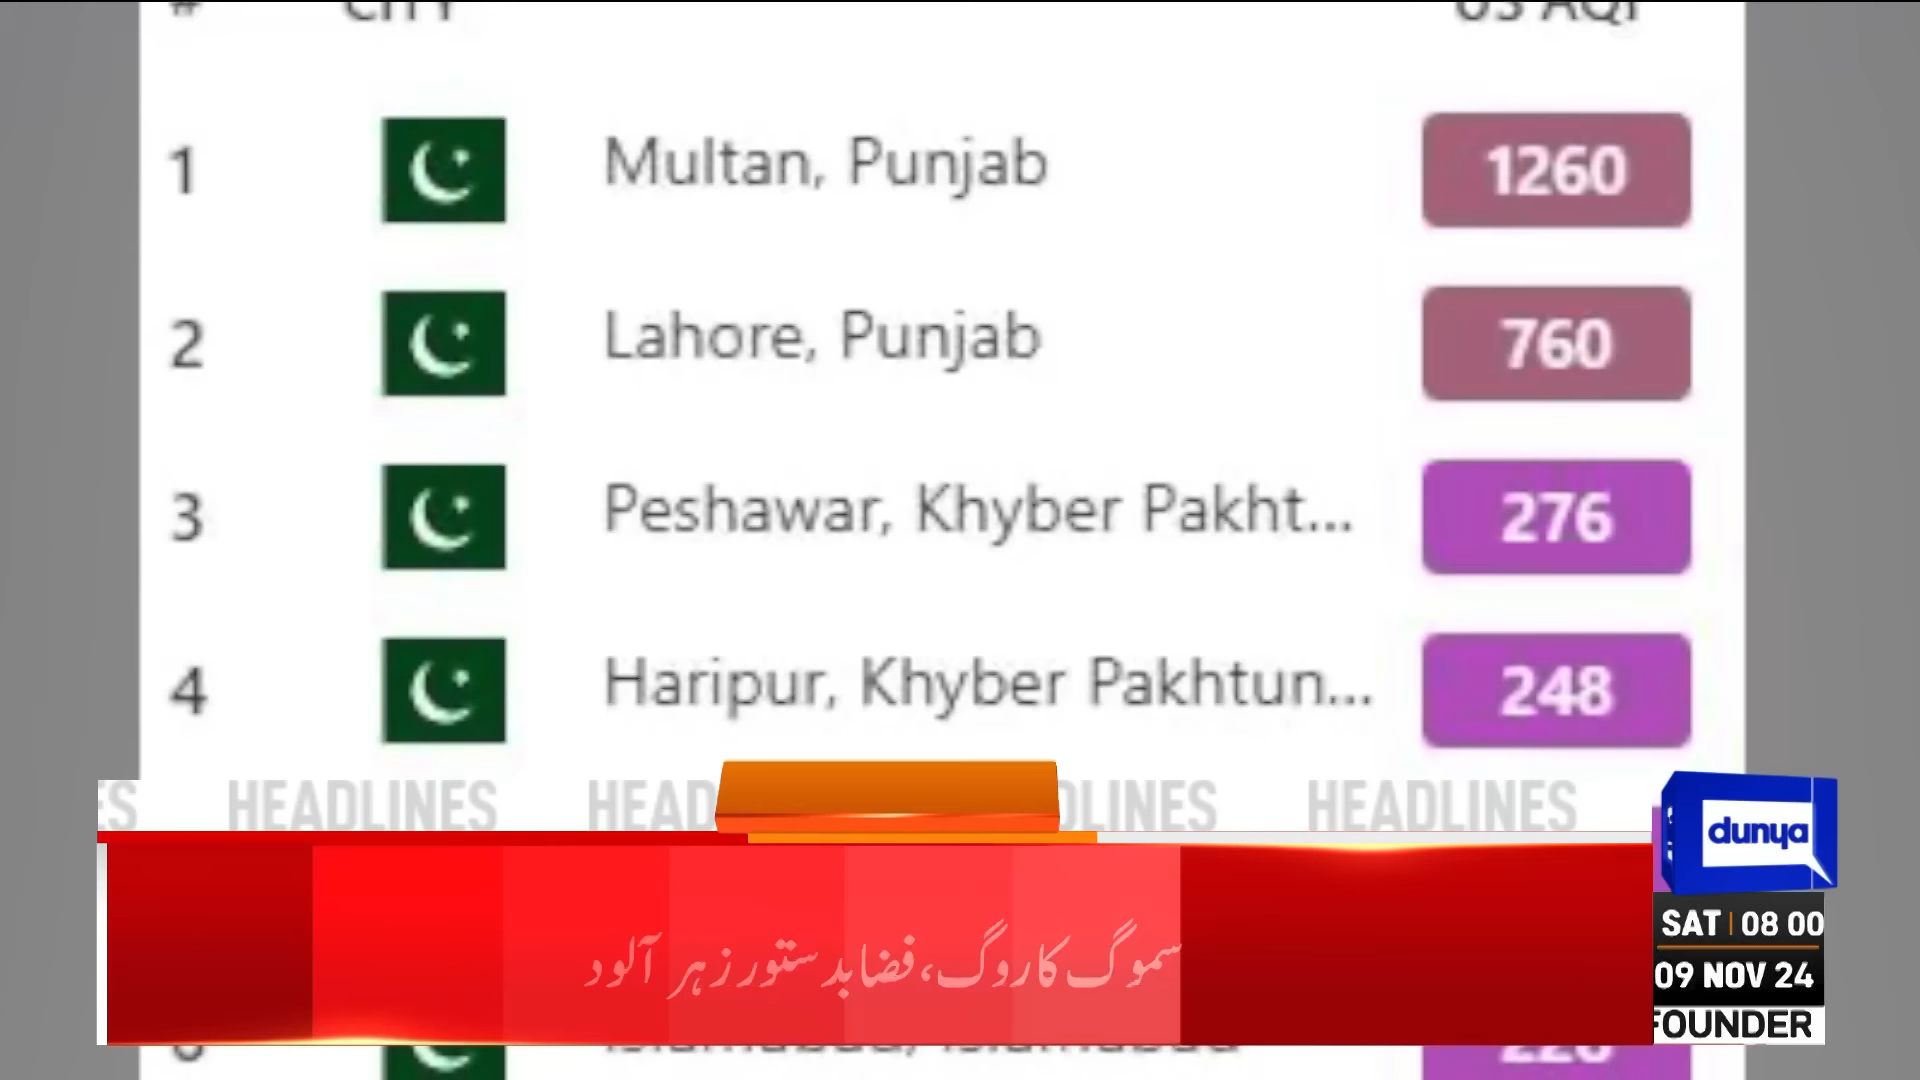 # CITY US AQI
1 Multan, Punjab 1260
2 Lahore, Punjab 760
3 Peshawar, Khyber Pakht... 276
4 Haripur, Khyber Pakhtun... 248
HEADLINES HEADLINES
سموگ کا روگ، فضا بدستور زہر آلود
dunya
SAT 08 00
09 NOV 24
FOUNDER